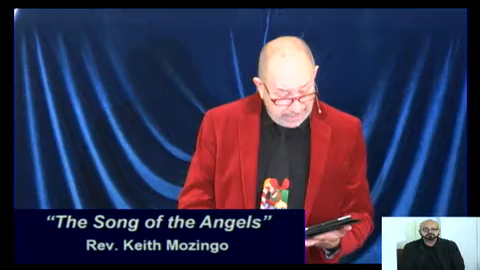 “The Song of the Angels”
Rev. Keith Mozingo